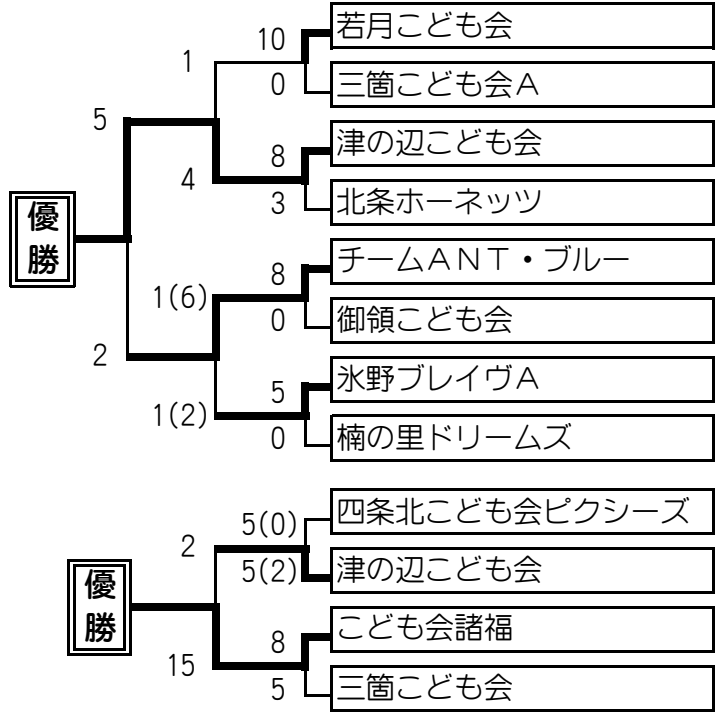 10
若月こども会
1
0
三箇こども会A
5
8
津の辺こども会
4
3
北条ホーネッツ
優
勝
8
チームANT・ブルー
1(6)
0
御領こども会
2
5
氷野ブレイヴA
1(2)
0
楠の里ドリームズ
5(0)
四条北こども会ピクシーズ
2
5(2)
津の辺こども会
優
勝
8
こども会諸福
15
5
三箇こども会